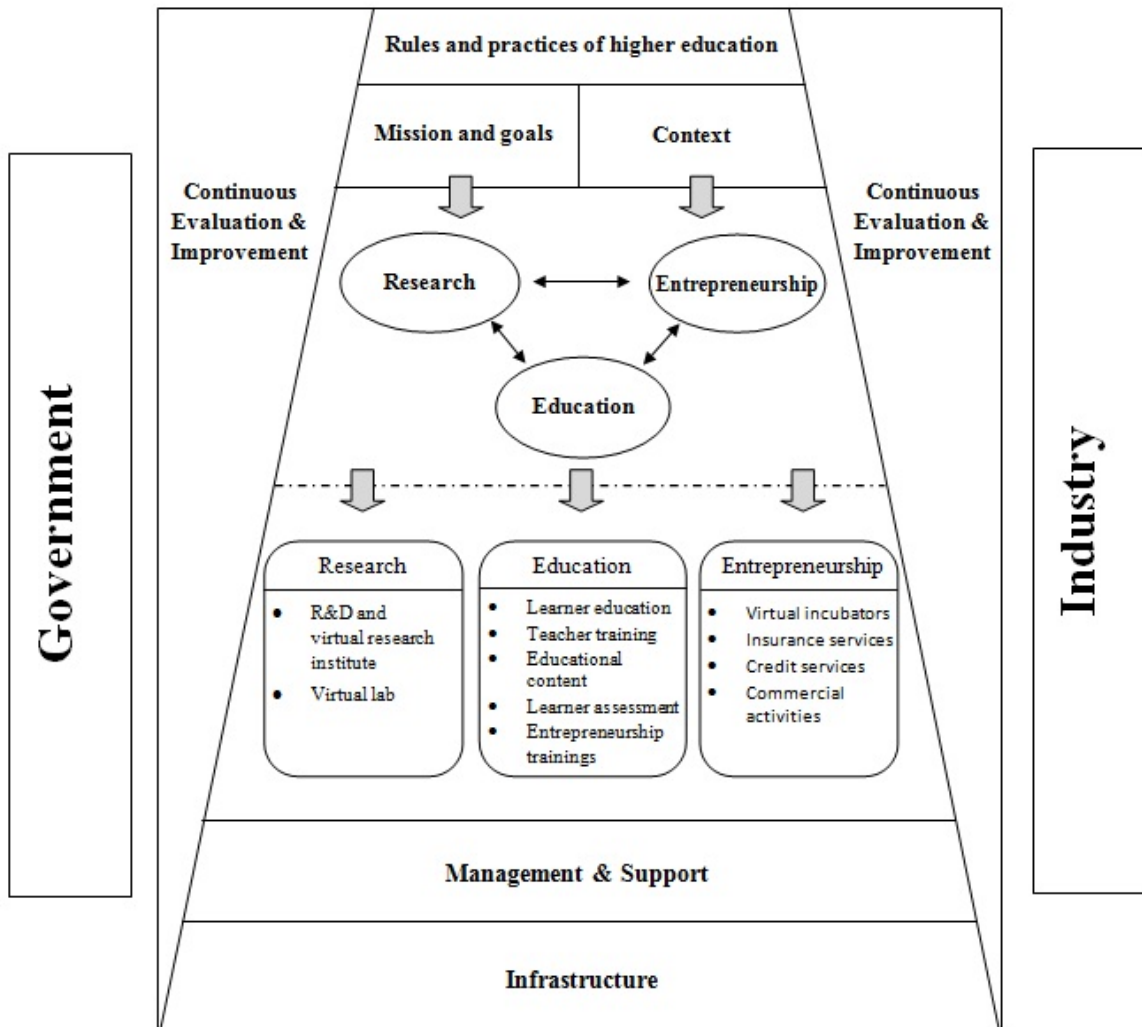 Rules and practices of higher education
Mission and goals
Context
Continuous
Evaluation &
Improvement
Continuous
Evaluation &
Improvement
Government
Industry
Research
Entrepreneurship
Education
Research
• R&D and
virtual research
institute
• Virtual lab
Education
• Learner education
• Teacher training
• Educational
content
• Learner assessment
• Entrepreneurship
trainings
Entrepreneurship
• Virtual incubators
• Insurance services
• Credit services
• Commercial
activities
Management & Support
Infrastructure